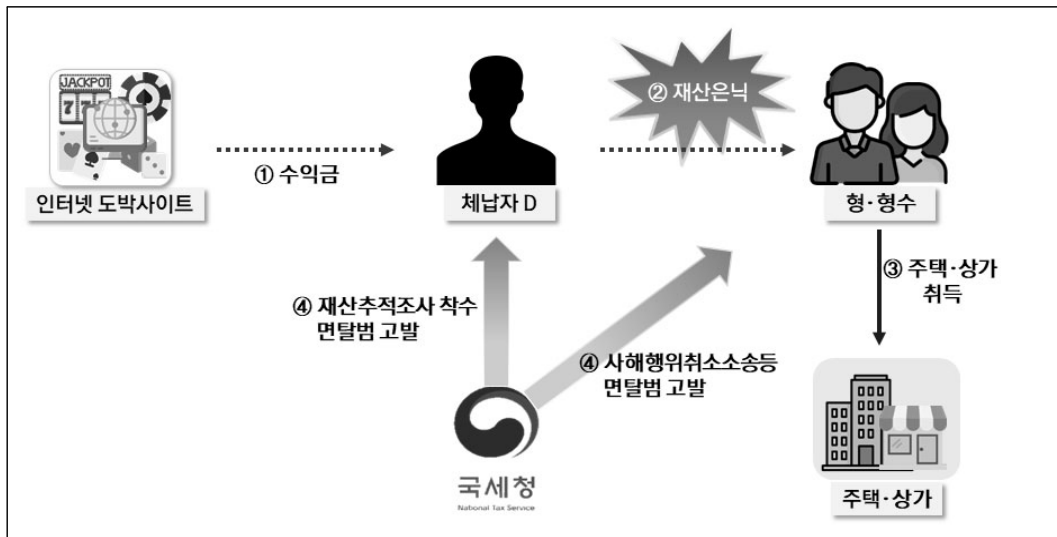 JACKPOT
777
인터넷 도박사이트
① 수익금
체납자 D
② 재산은닉
형·형수
③ 주택·상가
취득
④ 재산추적조사 착수
면탈범 고발
④ 사해행위취소소송등
면탈범 고발
국세청
National Tax Service
주택·상가